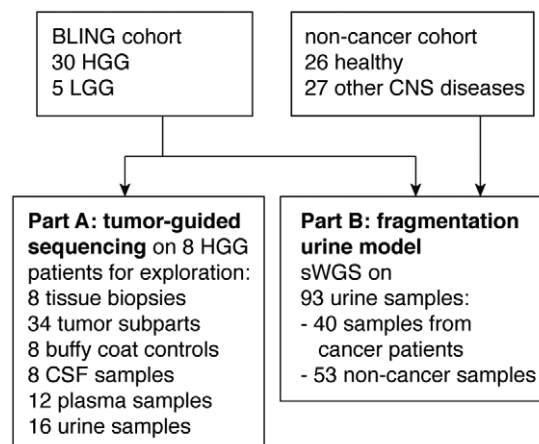 BLING cohort
30 HGG
5 LGG
non-cancer cohort
26 healthy
27 other CNS diseases
Part A: tumor-guided
sequencing on 8 HGG
patients for exploration:
8 tissue biopsies
34 tumor subparts
8 buffy coat controls
8 CSF samples
12 plasma samples
16 urine samples
Part B: fragmentation
urine model
sWGS on
93 urine samples:
- 40 samples from
cancer patients
- 53 non-cancer samples